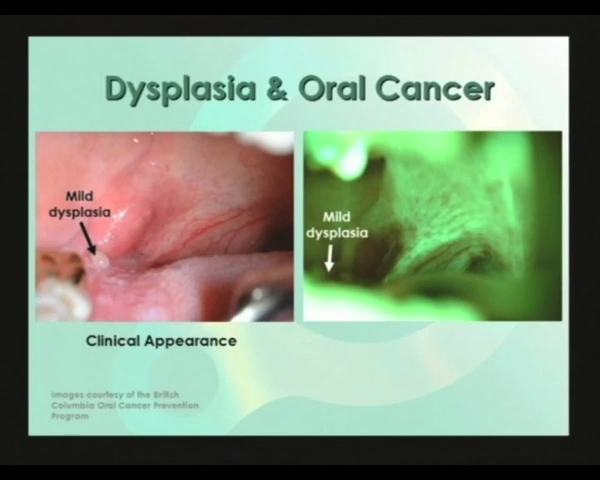 Dysplasia & Oral Cancer
Mild
dysplasia
Mild
dysplasia
Clinical Appearance
Images courtesy of the British
Columbia Oral Cancer Prevention
Program